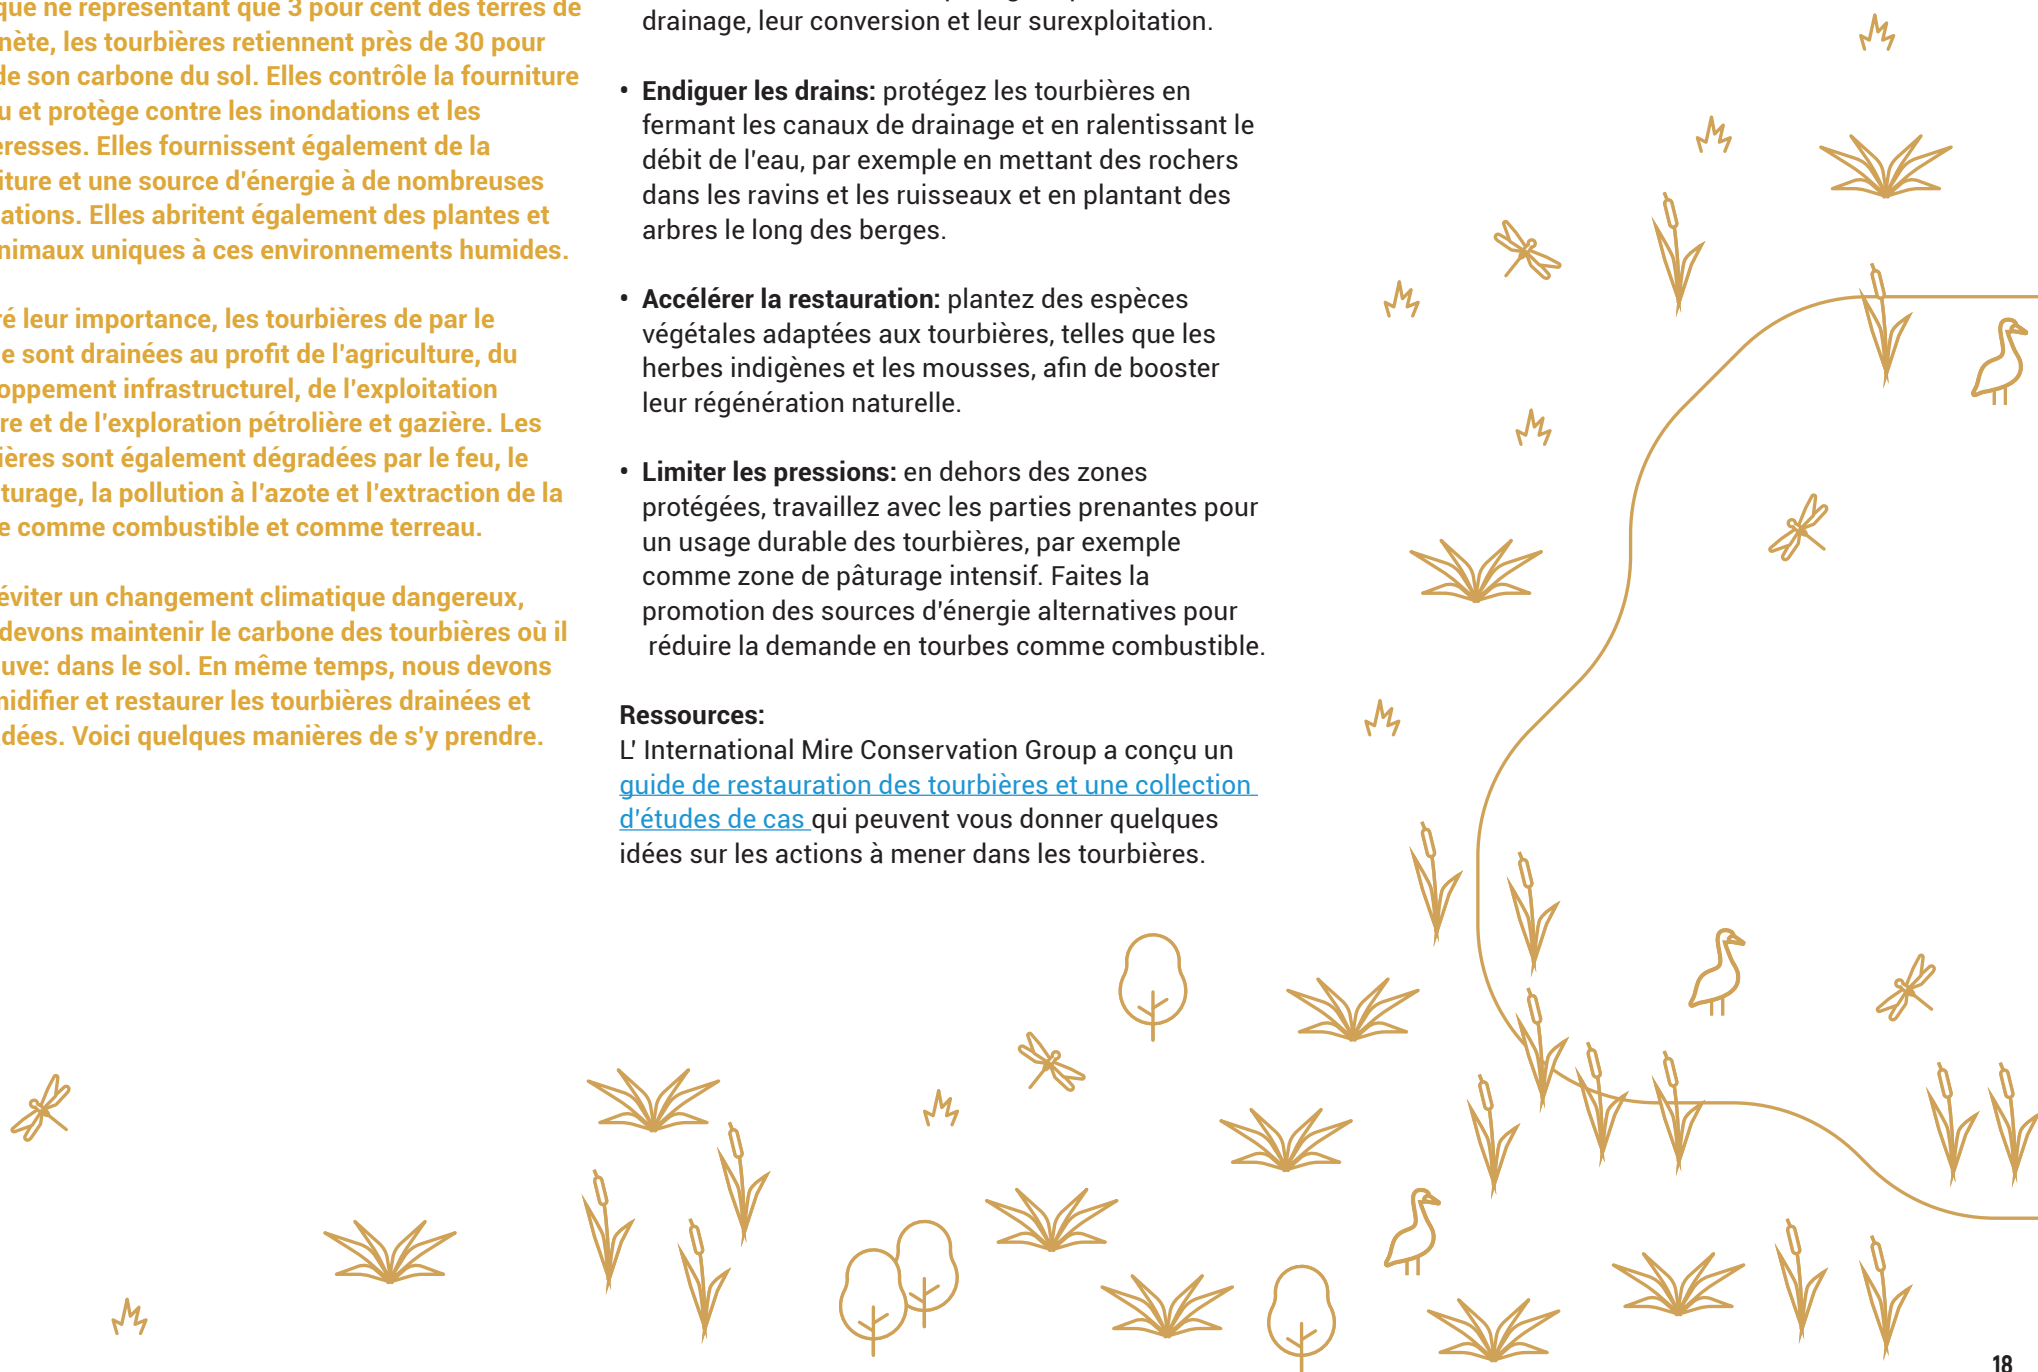 que ne représentant que 3 pour cent des terres de
nète, les tourbières retiennent près de 30 pour
de son carbone du sol. Elles contrôle la fourniture
u et protège contre les inondations et les
eresses. Elles fournissent également de la
iture et une source d'énergie à de nombreuses
ations. Elles abritent également des plantes et
nimaux uniques à ces environnements humides.
ré leur importance, les tourbières de par le
e sont drainées au profit de l'agriculture, du
oppement infrastructurel, de l'exploitation
re et de l'exploration pétrolière et gazière. Les
ières sont également dégradées par le feu, le
turage, la pollution à l'azote et l'extraction de la
e comme combustible et comme terreau.
éviter un changement climatique dangereux,
devons maintenir le carbone des tourbières où il
uve: dans le sol. En même temps, nous devons
nidifier et restaurer les tourbières drainées et
dées. Voici quelques manières de s'y prendre.
drainage, leur conversion et leur surexploitation.
• Endiguer les drains: protégez les tourbières en
fermant les canaux de drainage et en ralentissant le
débit de l'eau, par exemple en mettant des rochers
dans les ravins et les ruisseaux et en plantant des
arbres le long des berges.
• Accélérer la restauration: plantez des espèces
végétales adaptées aux tourbières, telles que les
herbes indigènes et les mousses, afin de booster
leur régénération naturelle.
• Limiter les pressions: en dehors des zones
protégées, travaillez avec les parties prenantes pour
un usage durable des tourbières, par exemple
comme zone de pâturage intensif. Faites la
promotion des sources d'énergie alternatives pour
réduire la demande en tourbes comme combustible.
Ressources:
L' International Mire Conservation Group a conçu un
guide de restauration des tourbières et une collection
d'études de cas qui peuvent vous donner quelques
idées sur les actions à mener dans les tourbières.
18